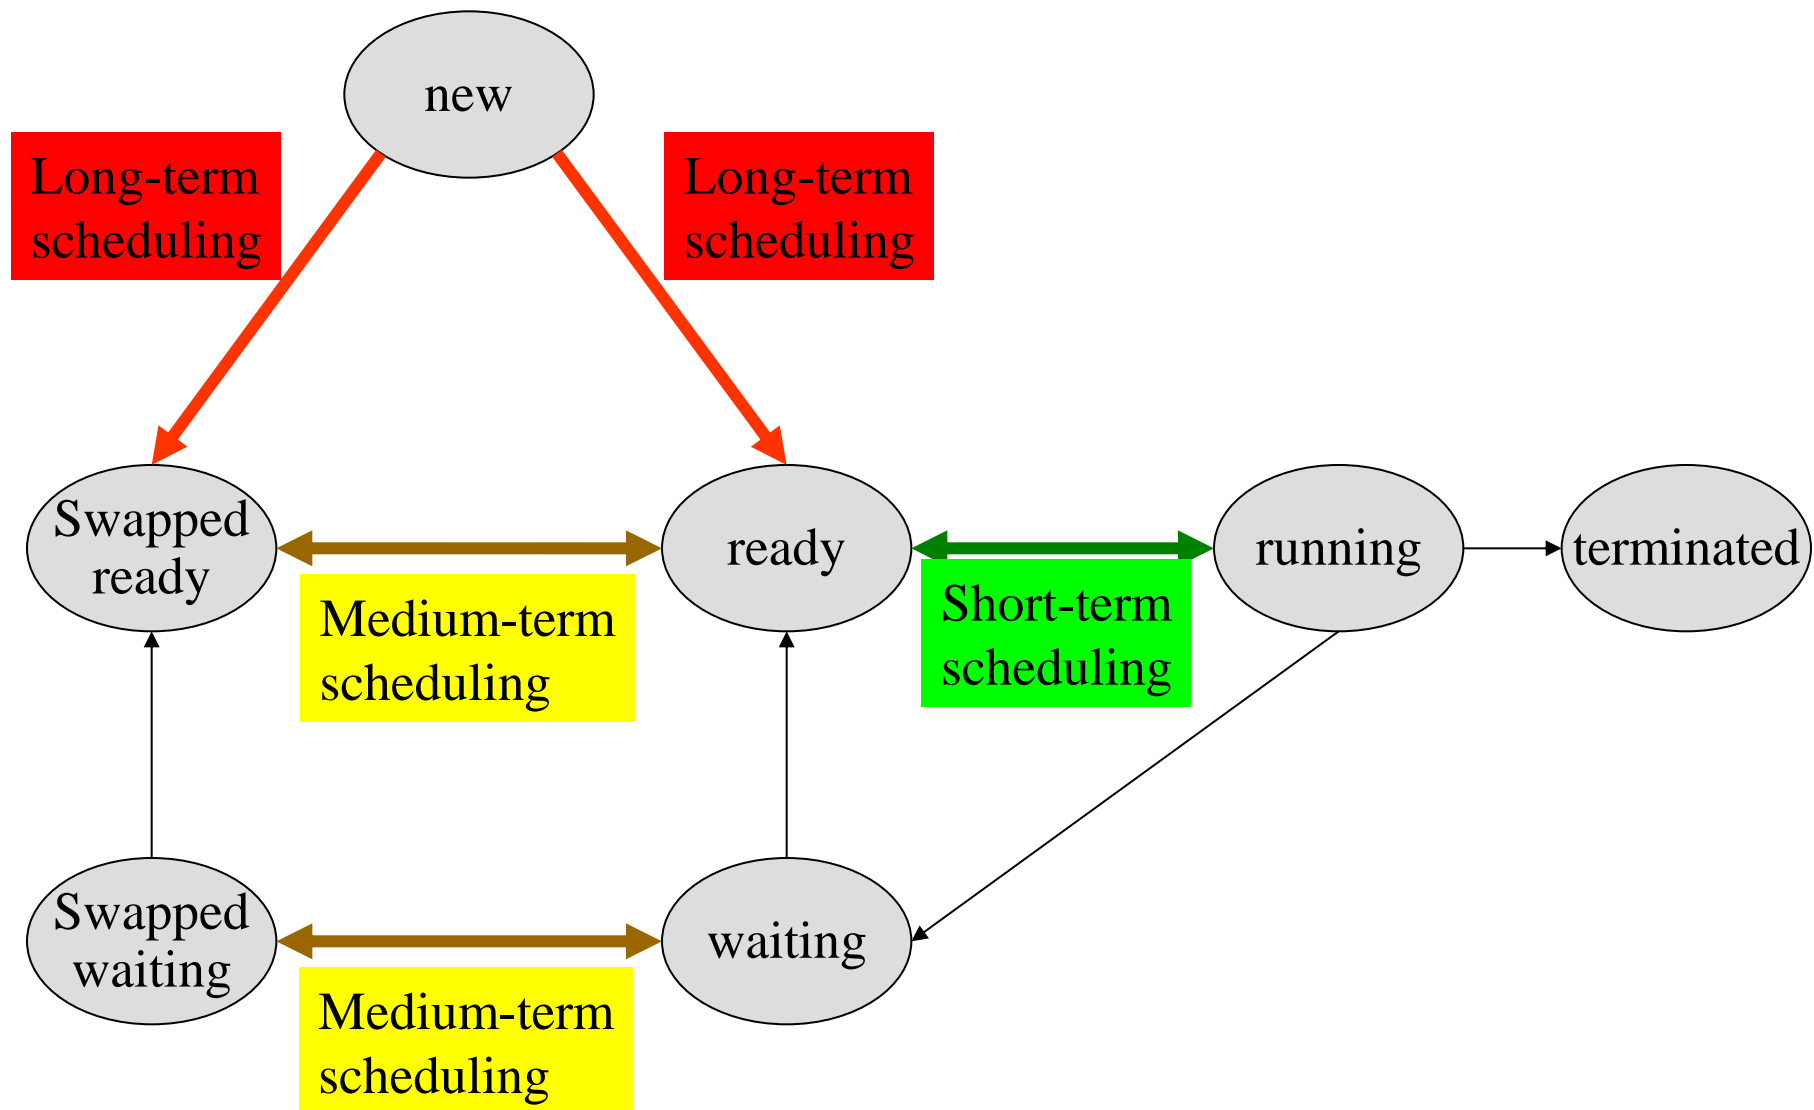 new
Long-term
scheduling
Long-term
scheduling
Swapped
ready
ready
running
terminated
Medium-term
scheduling
Short-term
scheduling
Swapped
waiting
waiting
Medium-term
scheduling